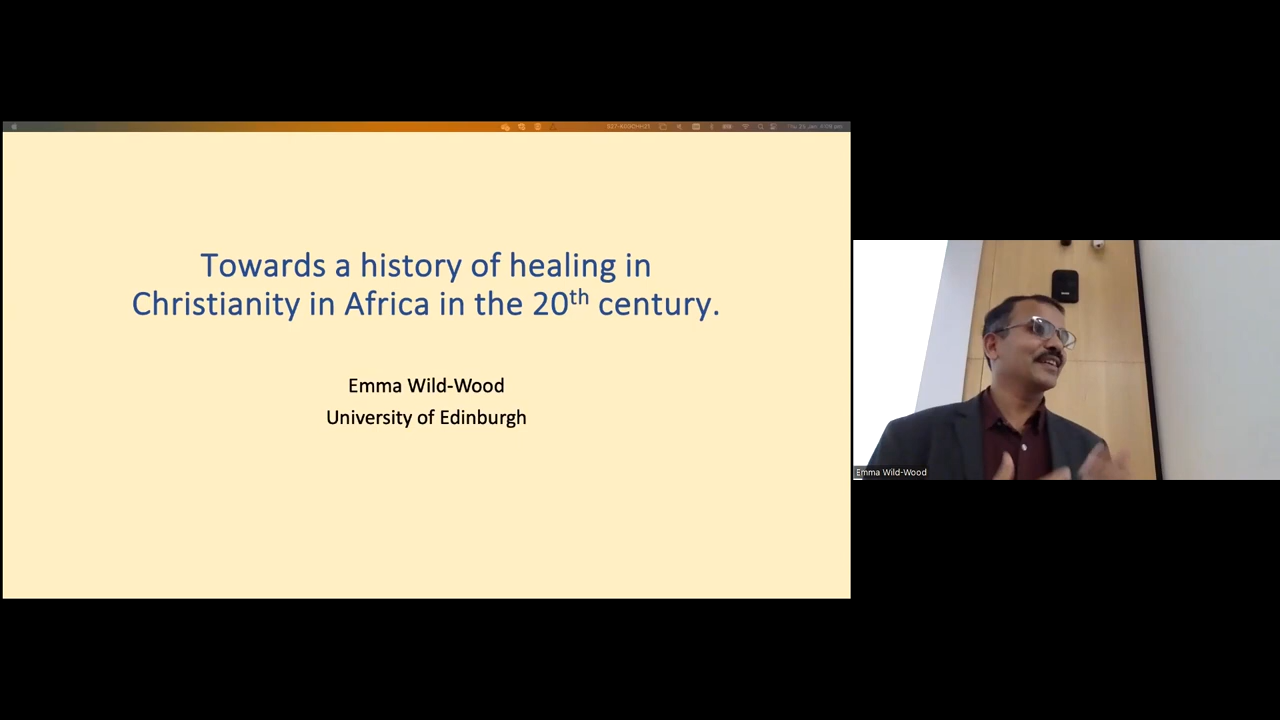 Towards a history of healing in
Christianity in Africa in the 20th century.
Emma Wild-Wood
University of Edinburgh
Emma Wild-Wood